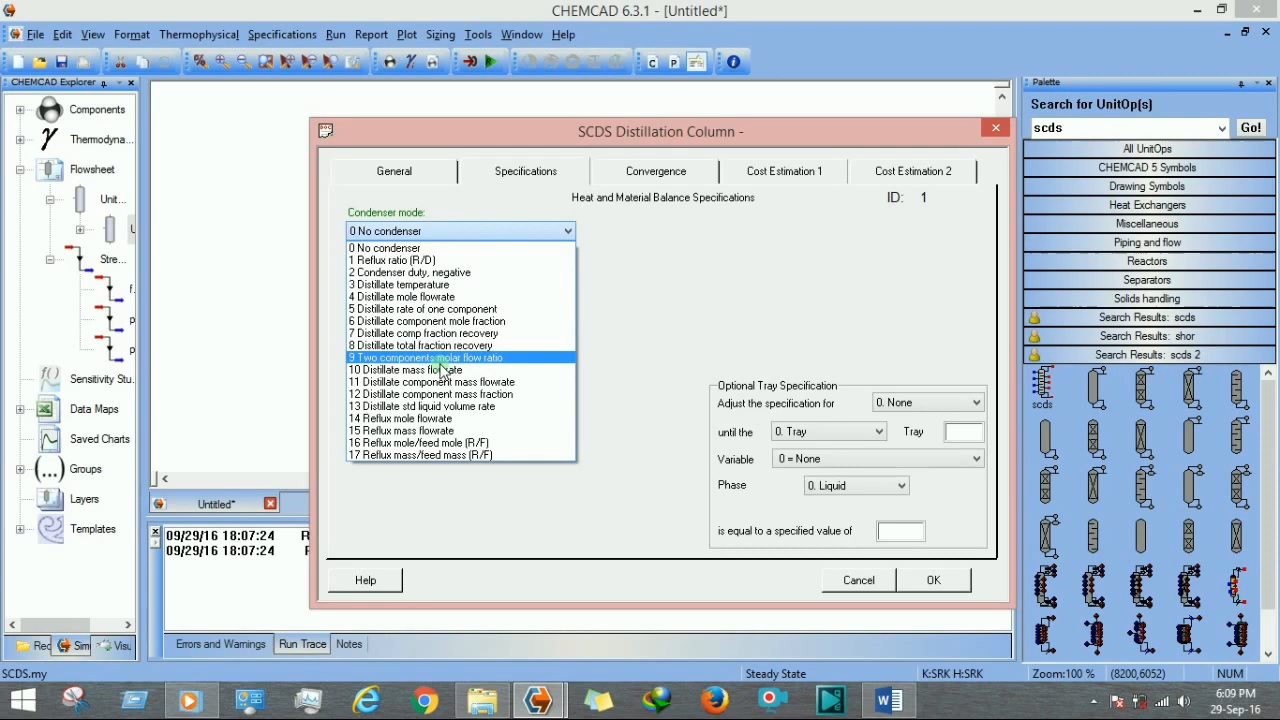 CHEMCAD 6.3.1 - [Untitled*]
File Edit View Format Thermophysical Specifications Run Report Plot Sizing Tools Window Help
CHEMCAD Explorer
Components
Thermodyna
Flowsheet
Unit...
Stre...
Sensitivity Stu
Data Maps
Saved Charts
Groups
Layers
Templates
Rec Sim Visu
Untitled*
09/29/16 18:07:24 R
09/29/16 18:07:24
Errors and Warnings Run Trace Notes
SCDS Distillation Column -
General Specifications Convergence Cost Estimation 1 Cost Estimation 2
Heat and Material Balance Specifications ID: 1
Condenser mode:
0 No condenser
0 No condenser
1 Reflux ratio (R/D)
2 Condenser duty, negative
3 Distillate temperature
4 Distillate mole flowrate
5 Distillate rate of one component
6 Distillate component mole fraction
7 Distillate comp fraction recovery
8 Distillate total fraction recovery
9 Two components molar flow ratio
10 Distillate mass flowrate
11 Distillate component mass flowrate
12 Distillate component mass fraction
13 Distillate std liquid volume rate
14 Reflux mole flowrate
15 Reflux mass flowrate
16 Reflux mole/feed mole (R/F)
17 Reflux mass/feed mass (R/F)
Optional Tray Specification
Adjust the specification for 0. None
until the 0. Tray Tray
Variable 0 = None
Phase 0. Liquid
is equal to a specified value of
Help Cancel OK
Palette
Search for UnitOp(s)
scds Go!
All UnitOps
CHEMCAD 5 Symbols
Drawing Symbols
Heat Exchangers
Miscellaneous
Piping and flow
Reactors
Separators
Solids handling
Search Results: scds
Search Results: shor
Search Results: scds 2
scds
SCDS.my Steady State K:SRK H:SRK Zoom:100 % (8200,6052) NUM
6:09 PM
29-Sep-16